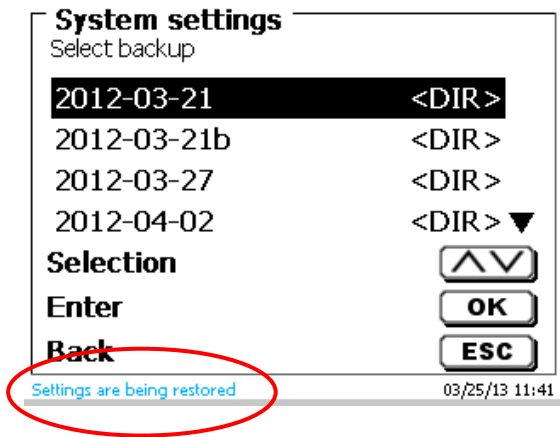 System settings
Select backup
2012-03-21 <DIR>
2012-03-21b <DIR>
2012-03-27 <DIR>
2012-04-02 <DIR> ▼
Selection
Enter OK
Back ESC
Settings are being restored 03/25/13 11:41